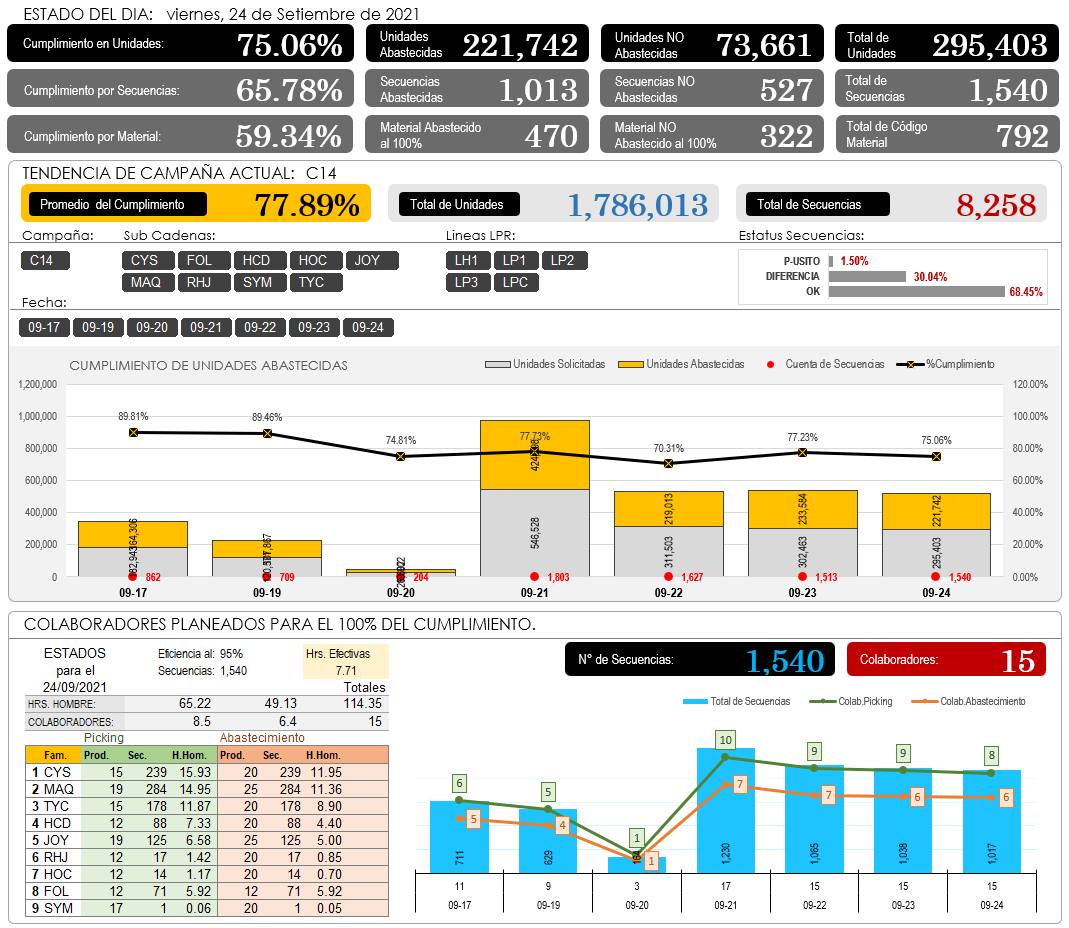 ESTADO DEL DIA: viernes, 24 de Setiembre de 2021
Cumplimiento en Unidades: 75.06%
Unidades Abastecidas 221,742
Unidades NO Abastecidas 73,661
Total de Unidades 295,403
Cumplimiento por Secuencias: 65.78%
Secuencias Abastecidas 1,013
Secuencias NO Abastecidas 527
Total de Secuencias 1,540
Cumplimiento por Material: 59.34%
Material Abastecido al 100% 470
Material NO Abastecido al 100% 322
Total de Código Material 792
TENDENCIA DE CAMPAÑA ACTUAL: C14
Promedio del Cumplimiento 77.89%
Total de Unidades 1,786,013
Total de Secuencias 8,258
Campaña: Sub Cadenas: Lineas LPR: Estatus Secuencias:
C14 CYS FOL HCD HOC JOY LH1 LP1 LP2
MAQ RHJ SYM TYC LP3 LPC
P-USITO 1.50%
DIFERENCIA 30.04%
OK 68.45%
Fecha:
09-17 09-19 09-20 09-21 09-22 09-23 09-24
CUMPLIMIENTO DE UNIDADES ABASTECIDAS
Unidades Solicitadas Unidades Abastecidas Cuenta de Secuencias %Cumplimiento
1,200,000 120.00%
1,000,000 100.00%
800,000 80.00%
600,000 60.00%
400,000 40.00%
200,000 20.00%
0 0.00%
89.81% 89.46% 74.81% 77.73% 70.31% 77.23% 75.06%
219,013 233,584 221,742
546,528 311,503 302,463 295,403
862 709 204 1,803 1,627 1,513 1,540
09-17 09-19 09-20 09-21 09-22 09-23 09-24
COLABORADORES PLANEADOS PARA EL 100% DEL CUMPLIMIENTO.
ESTADOS para el 24/09/2021
Eficiencia al: 95%
Secuencias: 1,540
Hrs. Efectivas
7.71
Totales
HRS. HOMBRE: 65.22 49.13 114.35
COLABORADORES: 8.5 6.4 15
Picking Abastecimiento
Fam. Prod. Sec. H.Hom. Prod. Sec. H.Hom.
1 CYS 15 239 15.93 20 239 11.95
2 MAQ 19 284 14.95 25 284 11.36
3 TYC 15 178 11.87 20 178 8.90
4 HCD 12 88 7.33 20 88 4.40
5 JOY 19 125 6.58 25 125 5.00
6 RHJ 12 17 1.42 20 17 0.85
7 HOC 12 14 1.17 20 14 0.70
8 FOL 12 71 5.92 12 71 5.92
9 SYM 17 1 0.06 20 1 0.05
N° de Secuencias: 1,540
Colaboradores: 15
Total de Secuencias Colab.Picking Colab.Abastecimiento
6 5 1 10 9 9 8
5 4 1 7 7 6 6
711 629 164 1,230 1,065 1,038 1,017
11 9 3 17 15 15 15
09-17 09-19 09-20 09-21 09-22 09-23 09-24